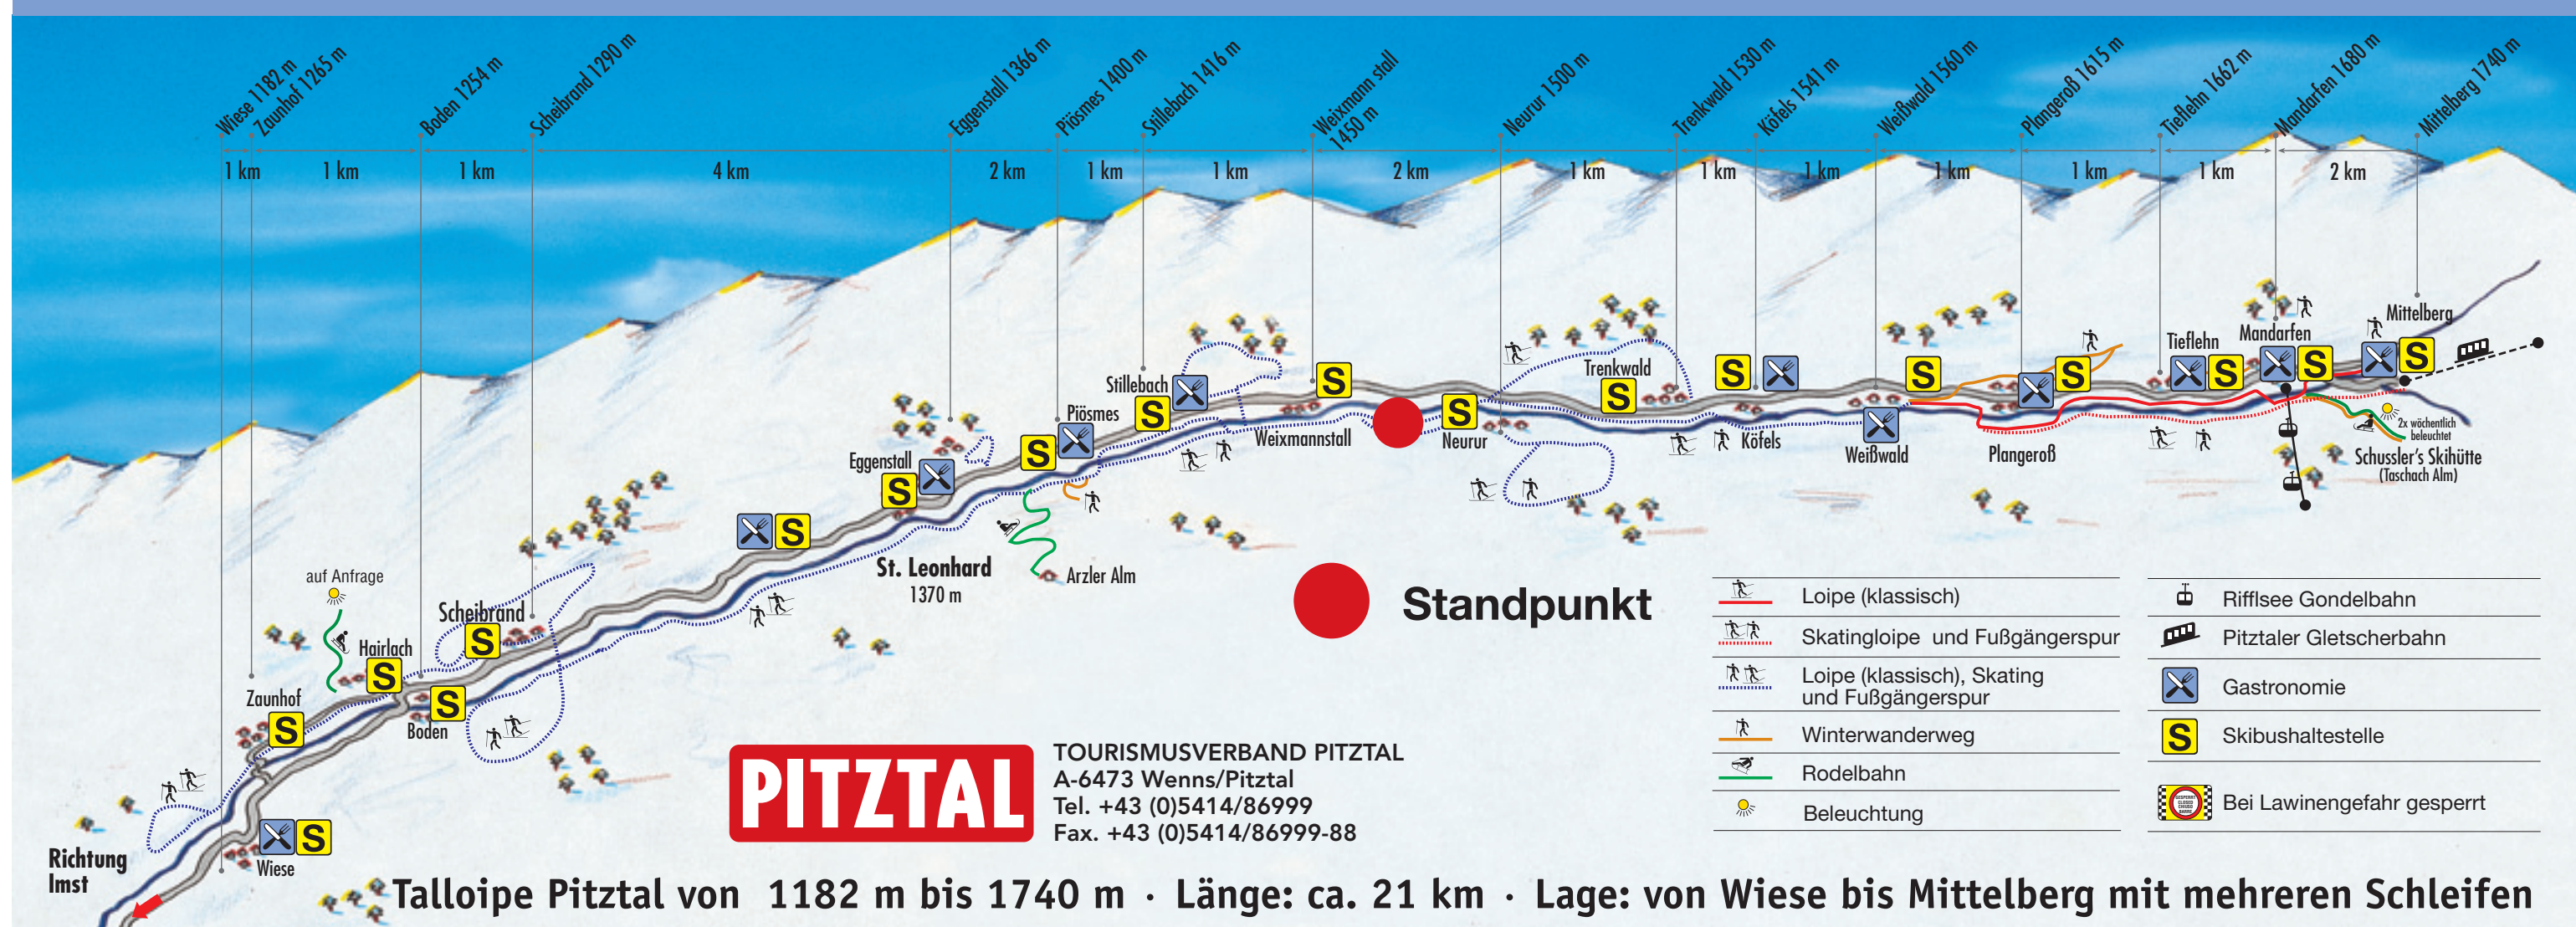 Wiese 1182 m
Zaunhof 1265 m
Boden 1254 m
Scheibrand 1290 m
Eggenstall 1366 m
Piösmes 1400 m
Stillebach 1416 m
Weixmann stall
1450 m
Neurur 1500 m
Trenkwald 1530 m
Köfels 1541 m
Weißwald 1560 m
Plangeroß 1615 m
Tieflehn 1662 m
Mandarfen 1680 m
Mittelberg 1740 m
1 km
1 km
1 km
4 km
2 km
1 km
1 km
2 km
1 km
1 km
1 km
1 km
1 km
1 km
2 km
Mittelberg
Mandarfen
Tieflehn
S
S
S
S
S
S
S
Trenkwald
S
Stillebach
S
Piösmes
S
Neurur
S
Weixmannstall
Köfels
Weißwald
Plangeroß
2x wöchentlich
beleuchtet
Schussler's Skihütte
(Taschach Alm)
Eggenstall
S
S
St. Leonhard
1370 m
Arzler Alm
auf Anfrage
Scheibrand
S
Hairlach
S
Zaunhof
S
S
Boden
S
Wiese
Richtung
Imst
Standpunkt
Loipe (klassisch)
Skatingloipe und Fußgängerspur
Loipe (klassisch), Skating
und Fußgängerspur
Winterwanderweg
Rodelbahn
Beleuchtung
Rifflsee Gondelbahn
Pitztaler Gletscherbahn
Gastronomie
S
Skibushaltestelle
Bei Lawinengefahr gesperrt
PITZTAL
TOURISMUSVERBAND PITZTAL
A-6473 Wenns/Pitztal
Tel. +43 (0)5414/86999
Fax. +43 (0)5414/86999-88
Talloipe Pitztal von 1182 m bis 1740 m · Länge: ca. 21 km · Lage: von Wiese bis Mittelberg mit mehreren Schleifen